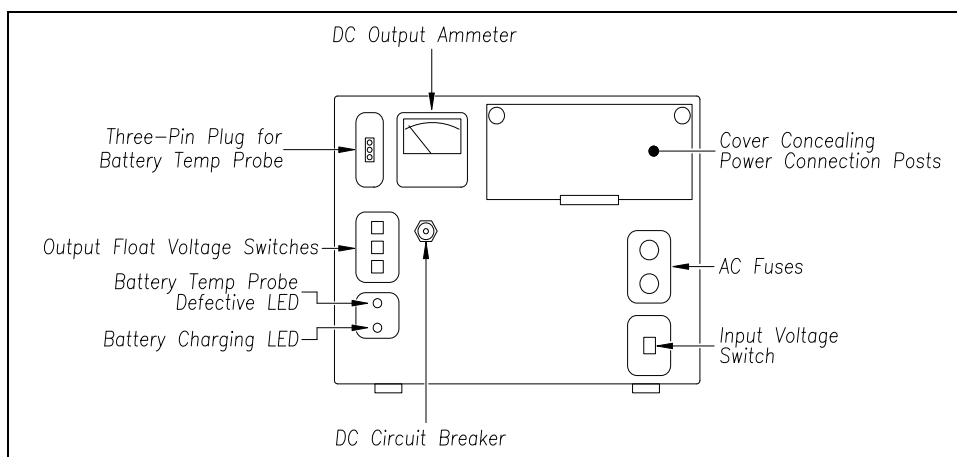 DC Output Ammeter
Three-Pin Plug for
Battery Temp Probe
Cover Concealing
Power Connection Posts
Output Float Voltage Switches
AC Fuses
Battery Temp Probe
Defective LED
Battery Charging LED
Input Voltage
Switch
DC Circuit Breaker